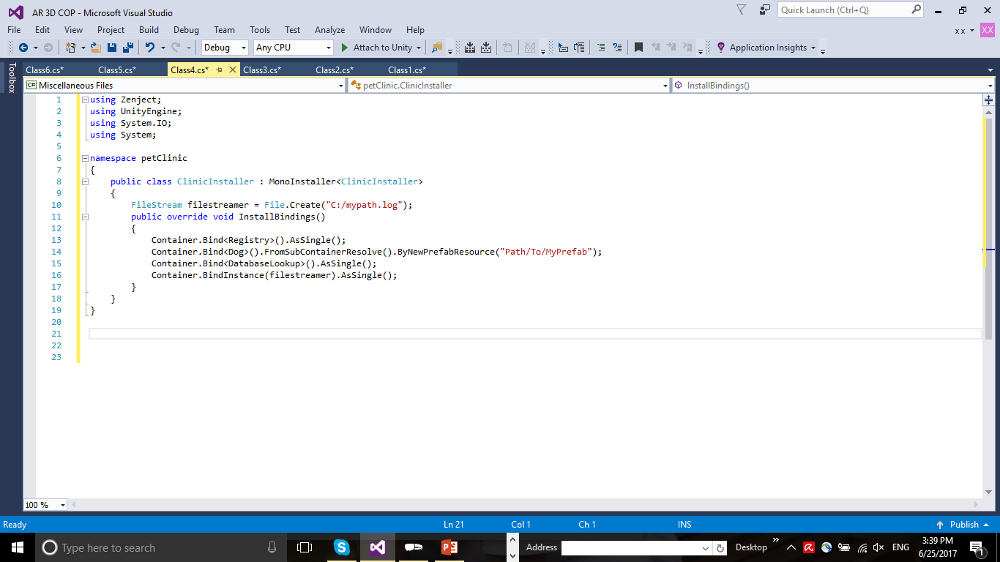 AR 3D COP - Microsoft Visual Studio
Quick Launch (Ctrl+Q)
File Edit View Project Build Debug Team Tools Test Analyze Window Help
x x XX
Debug Any CPU Attach to Unity Application Insights
Toolbox
Class6.cs* Class5.cs* Class4.cs* Class3.cs* Class2.cs* Class1.cs*
C# Miscellaneous Files petClinic.ClinicInstaller InstallBindings()
1 using Zenject;
2 using UnityEngine;
3 using System.IO;
4 using System;
5
6 namespace petClinic
7 {
8 public class ClinicInstaller : MonoInstaller<ClinicInstaller>
9 {
10 FileStream filestreamer = File.Create("C:/mypath.log");
11 public override void InstallBindings()
12 {
13 Container.Bind<Registry>().AsSingle();
14 Container.Bind<Dog>().FromSubContainerResolve().ByNewPrefabResource("Path/To/MyPrefab");
15 Container.Bind<DatabaseLookup>().AsSingle();
16 Container.BindInstance(filestreamer).AsSingle();
17 }
18 }
19 }
20
21
22
23
100 %
Ready Ln 21 Col 1 Ch 1 INS Publish
Type here to search Address Desktop ENG 3:39 PM
6/25/2017 1